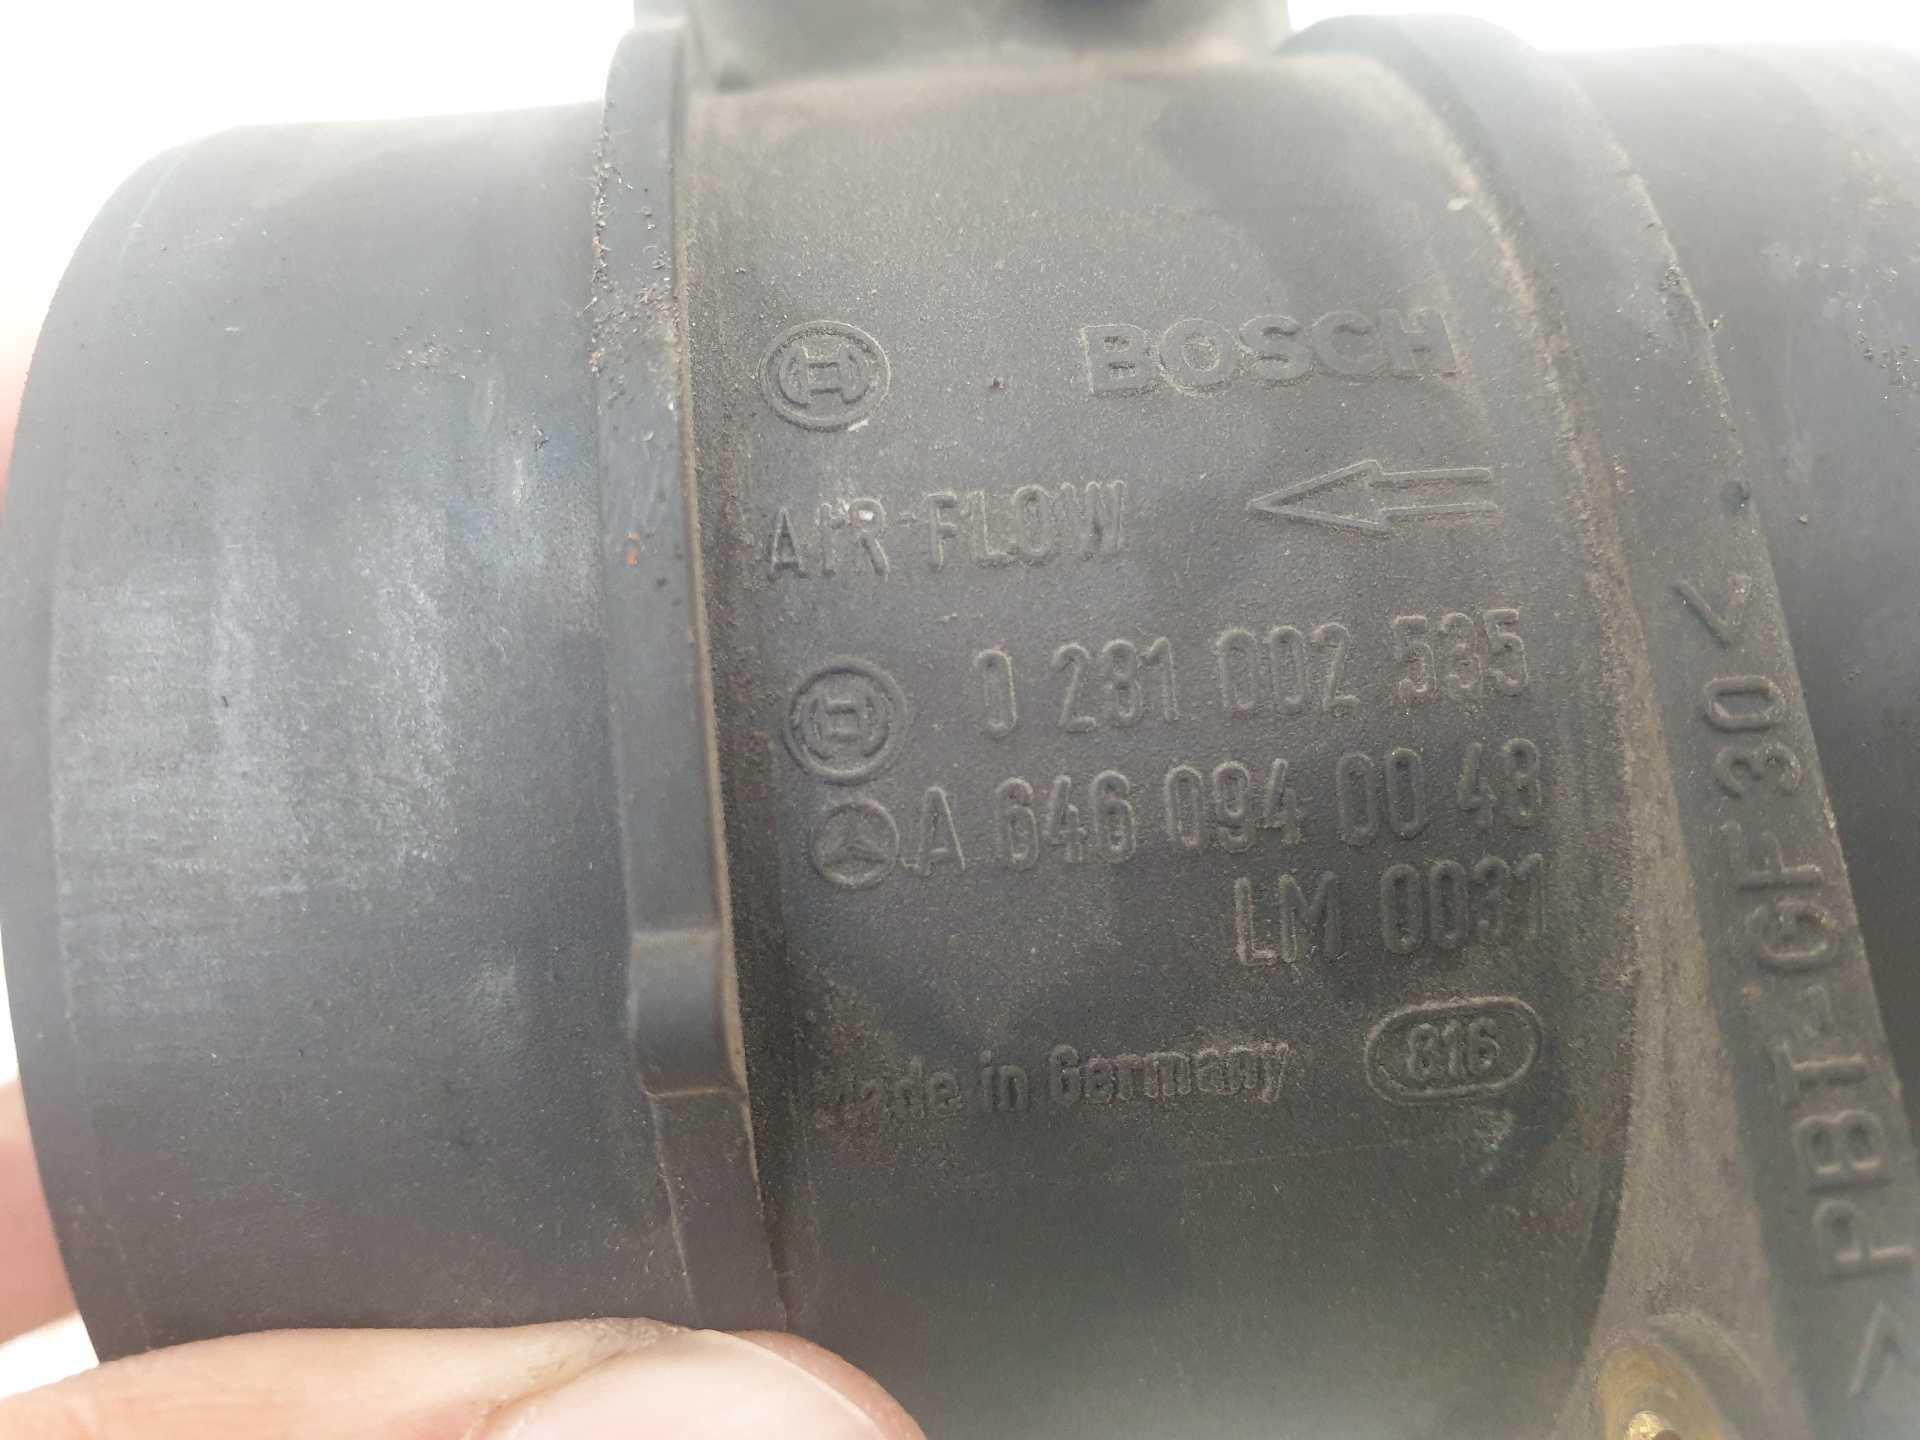 BOSCH
AIR FLOW
0 281 002 535
A 646 094 00 48
LM 0031
Made in Germany 816
>PBT-GF 30<